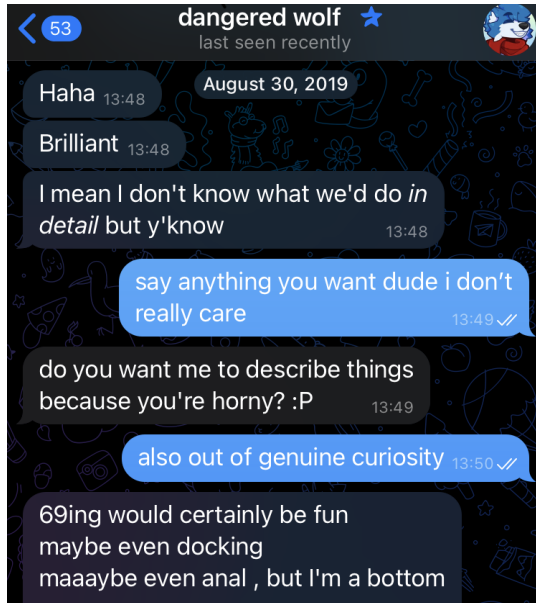 53
dangered wolf
last seen recently
August 30, 2019
Haha 13:48
Brilliant 13:48
I mean I don't know what we'd do in
detail but y'know
13:48
say anything you want dude i don't
really care
13:49
do you want me to describe things
because you're horny? :P
13:49
also out of genuine curiosity 13:50
69ing would certainly be fun
maybe even docking
maaaybe even anal , but I'm a bottom